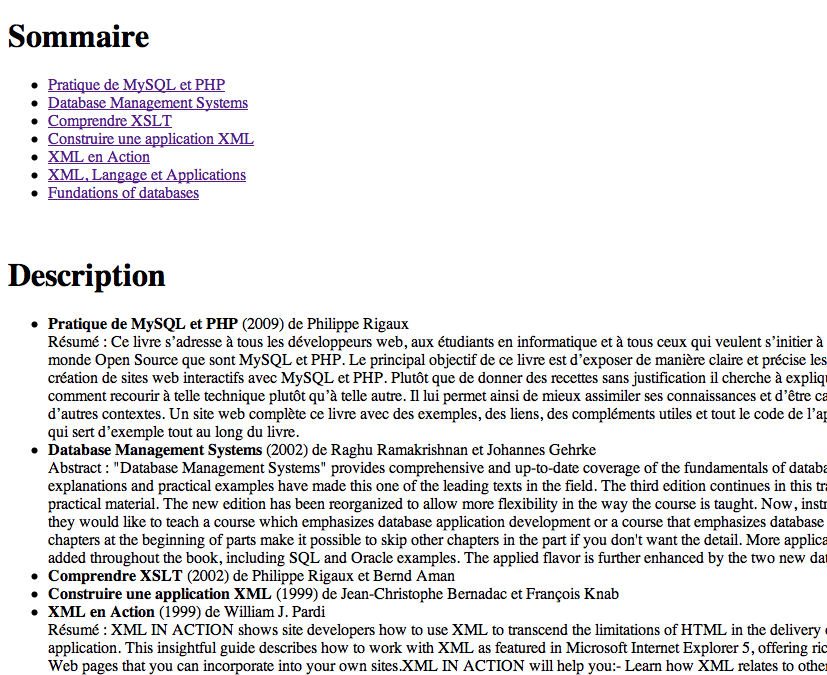 Sommaire
Pratique de MySQL et PHP
Database Management Systems
Comprendre XSLT
Construire une application XML
XML en Action
XML, Langage et Applications
Fundations of databases
Description
Pratique de MySQL et PHP (2009) de Philippe Rigaux
Résumé : Ce livre s’adresse à tous les développeurs web, aux étudiants en informatique et à tous ceux qui veulent s’initier à
monde Open Source que sont MySQL et PHP. Le principal objectif de ce livre est d’exposer de manière claire et précise les
création de sites web interactifs avec MySQL et PHP. Plutôt que de donner des recettes sans justification il cherche à expliqu
comment recourir à telle technique plutôt qu’à telle autre. Il lui permet ainsi de mieux assimiler ses connaissances et d’être ca
d’autres contextes. Un site web complète ce livre avec des exemples, des liens, des compléments utiles et tout le code de l’ap
qui sert d’exemple tout au long du livre.
Database Management Systems (2002) de Raghu Ramakrishnan et Johannes Gehrke
Abstract : "Database Management Systems" provides comprehensive and up-to-date coverage of the fundamentals of databa
explanations and practical examples have made this one of the leading texts in the field. The third edition continues in this tra
practical material. The new edition has been reorganized to allow more flexibility in the way the course is taught. Now, instr
they would like to teach a course which emphasizes database application development or a course that emphasizes database
chapters at the beginning of parts make it possible to skip other chapters in the part if you don't want the detail. More applica
added throughout the book, including SQL and Oracle examples. The applied flavor is further enhanced by the two new dat
Comprendre XSLT (2002) de Philippe Rigaux et Bernd Aman
Construire une application XML (1999) de Jean-Christophe Bernadac et François Knab
XML en Action (1999) de William J. Pardi
Résumé : XML IN ACTION shows site developers how to use XML to transcend the limitations of HTML in the delivery
application. This insightful guide describes how to work with XML as featured in Microsoft Internet Explorer 5, offering ric
Web pages that you can incorporate into your own sites.XML IN ACTION will help you:- Learn how XML relates to othe